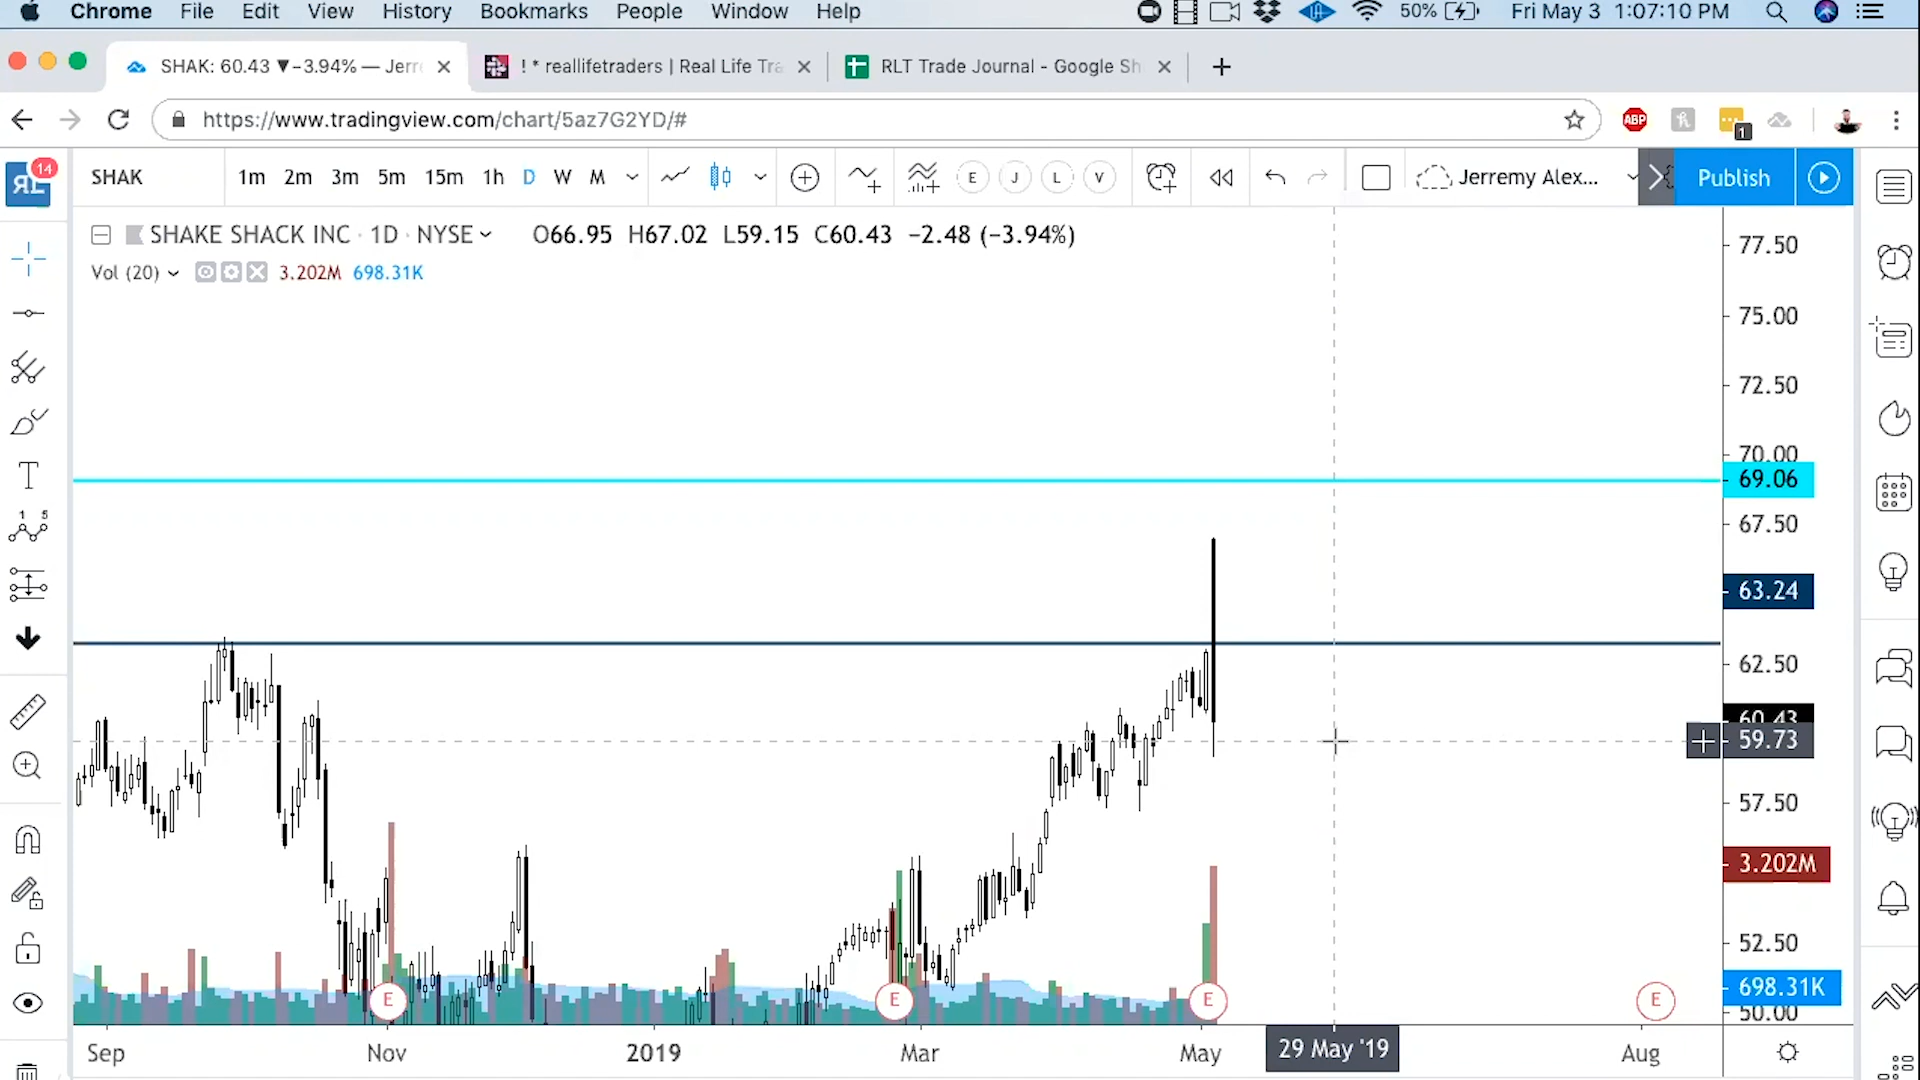 Chrome File Edit View History Bookmarks People Window Help 50% Fri May 3 1:07:10 PM
SHAK: 60.43 ▼−3.94% — Jerr ! * reallifetraders | Real Life Tra RLT Trade Journal - Google Sh
https://www.tradingview.com/chart/5az7G2YD/#
ABP 1
14
SHAK 1m 2m 3m 5m 15m 1h D W M E J L V Jerremy Alex... Publish
SHAKE SHACK INC · 1D · NYSE O66.95 H67.02 L59.15 C60.43 −2.48 (−3.94%)
Vol (20) 3.202M 698.31K
77.50
75.00
72.50
70.00
69.06
67.50
63.24
62.50
60.43
59.73
57.50
3.202M
52.50
698.31K
50.00
1 5
E E E E
Sep Nov 2019 Mar May 29 May '19 Aug